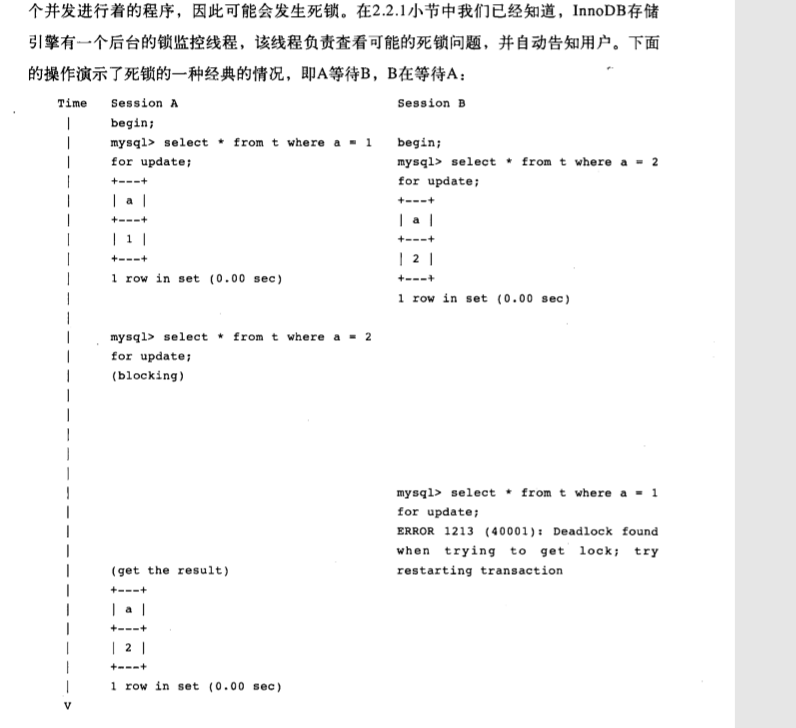 个并发进行着的程序，因此可能会发生死锁。在2.2.1小节中我们已经知道，InnoDB存储
引擎有一个后台的锁监控线程，该线程负责查看可能的死锁问题，并自动告知用户。下面
的操作演示了死锁的一种经典的情况，即A等待B，B在等待A：
Time Session A Session B
| begin;
| mysql> select * from t where a = 1 begin;
| for update; mysql> select * from t where a = 2
| +---+ for update;
| | a | +---+
| +---+ | a |
| | 1 | +---+
| +---+ | 2 |
| 1 row in set (0.00 sec) +---+
| 1 row in set (0.00 sec)
|
| mysql> select * from t where a = 2
| for update;
| (blocking)
|
|
|
|
|
| mysql> select * from t where a = 1
| for update;
| ERROR 1213 (40001): Deadlock found
| when trying to get lock; try
| (get the result) restarting transaction
| +---+
| | a |
| +---+
| | 2 |
| +---+
| 1 row in set (0.00 sec)
v